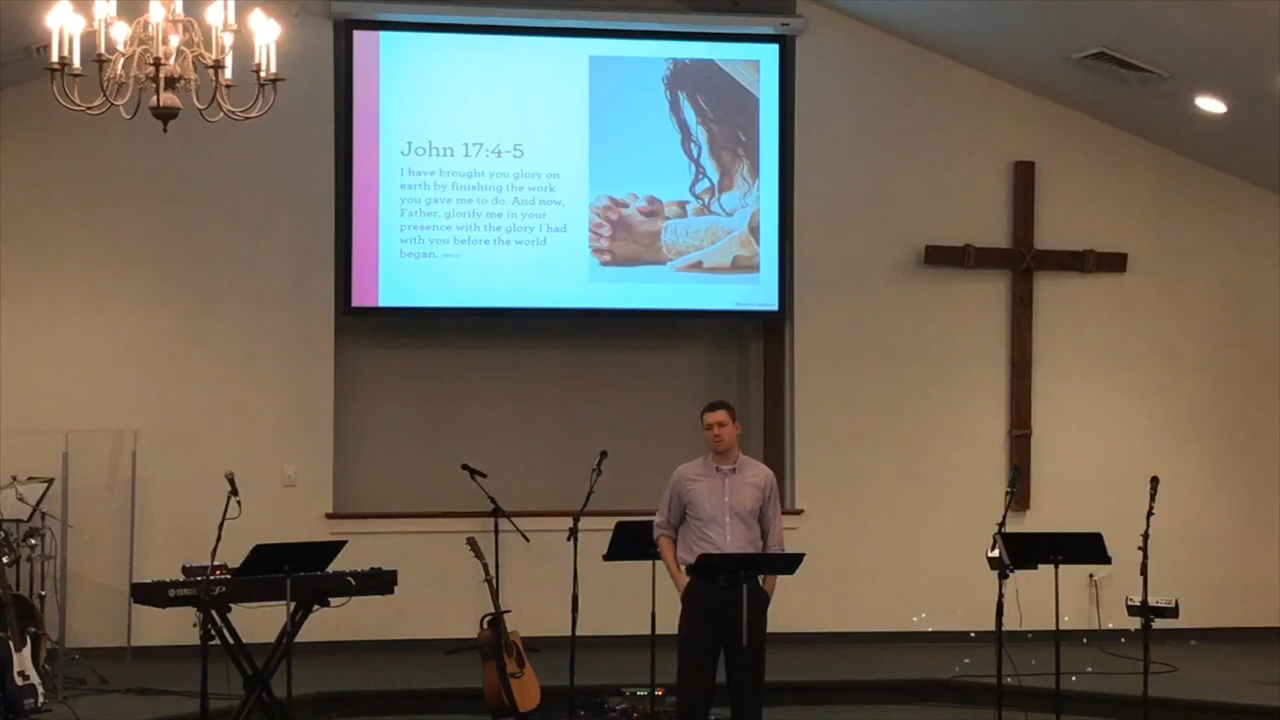 John 17:4-5
I have brought you glory on
earth by finishing the work
you gave me to do. And now,
Father, glorify me in your
presence with the glory I had
with you before the world
began.
YAMAHA